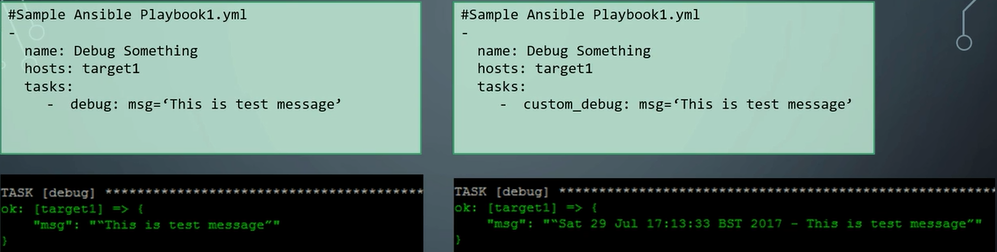 #Sample Ansible Playbook1.yml
-
name: Debug Something
hosts: target1
tasks:
- debug: msg=‘This is test message’
TASK [debug] ******************************************
ok: [target1] => {
"msg": "“This is test message”"
}
#Sample Ansible Playbook1.yml
-
name: Debug Something
hosts: target1
tasks:
- custom_debug: msg=‘This is test message’
TASK [debug] **********************************************************
ok: [target1] => {
"msg": "“Sat 29 Jul 17:13:33 BST 2017 - This is test message”"
}